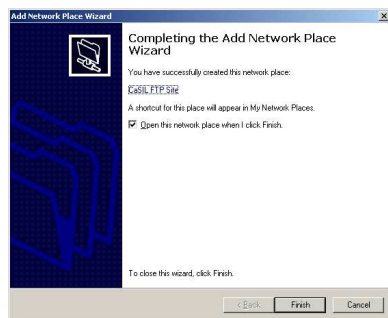 Add Network Place Wizard
Completing the Add Network Place
Wizard
You have successfully created this network place:
CaSIL FTP Site
A shortcut for this place will appear in My Network Places.
Open this network place when I click Finish.
To close this wizard, click Finish.
< Back
Finish
Cancel